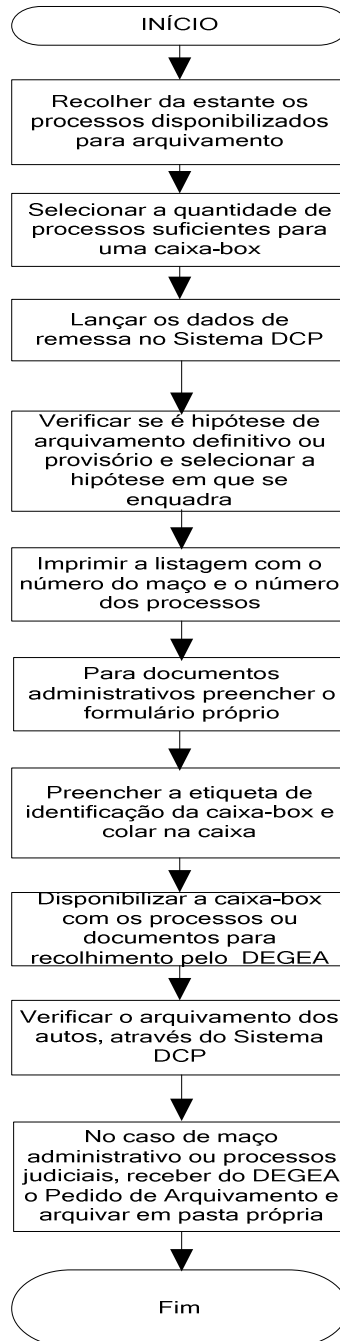 INÍCIO
Recolher da estante os
processos disponibilizados
para arquivamento
Selecionar a quantidade de
processos suficientes para
uma caixa-box
Lançar os dados de
remessa no Sistema DCP
Verificar se é hipótese de
arquivamento definitivo ou
provisório e selecionar a
hipótese em que se
enquadra
Imprimir a listagem com o
número do maço e o número
dos processos
Para documentos
administrativos preencher o
formulário próprio
Preencher a etiqueta de
identificação da caixa-box e
colar na caixa
Disponibilizar a caixa-box
com os processos ou
documentos para
recolhimento pelo DEGEA
Verificar o arquivamento dos
autos, através do Sistema
DCP
No caso de maço
administrativo ou processos
judiciais, receber do DEGEA
o Pedido de Arquivamento e
arquivar em pasta própria
Fim